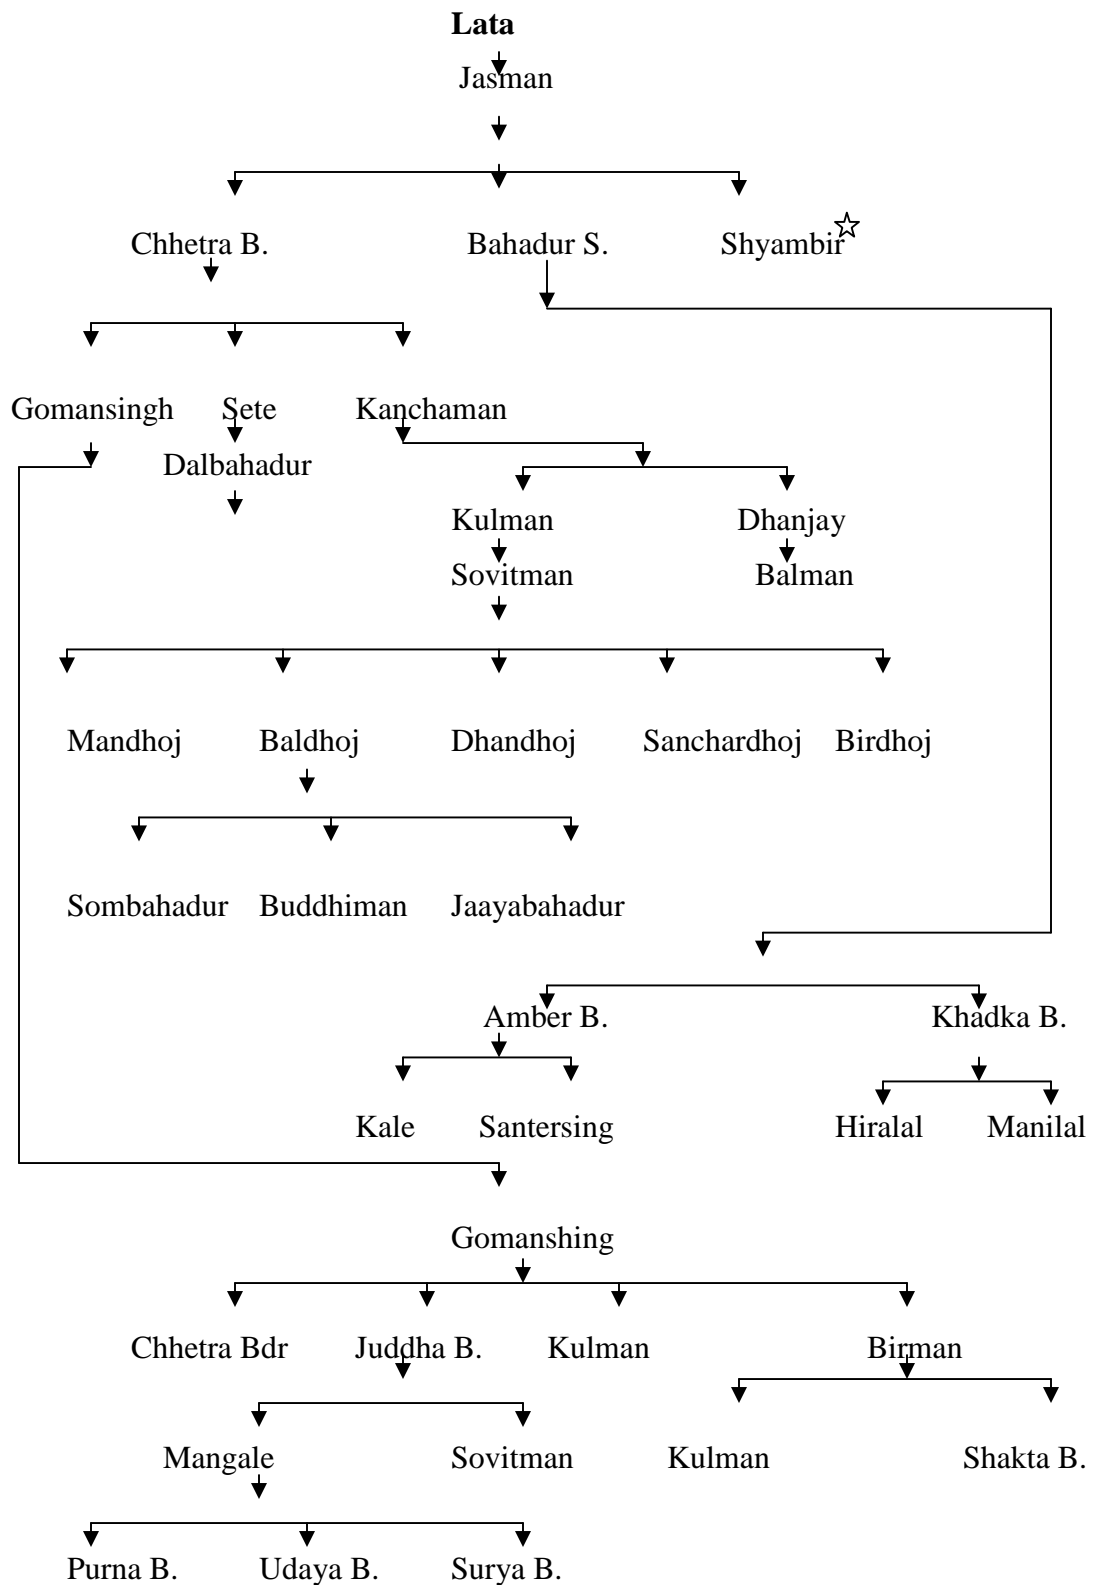 Lata
Jasman
Chhetra B. Bahadur S. Shyambir
Gomansingh Sete Kanchaman
Dalbahadur
Kulman Dhanjay
Sovitman Balman
Mandhoj Baldhoj Dhandhoj Sanchardhoj Birdhoj
Sombahadur Buddhiman Jaayabahadur
Amber B. Khadka B.
Kale Santersing Hiralal Manilal
Gomanshing
Chhetra Bdr Juddha B. Kulman Birman
Mangale Sovitman Kulman Shakta B.
Purna B. Udaya B. Surya B.